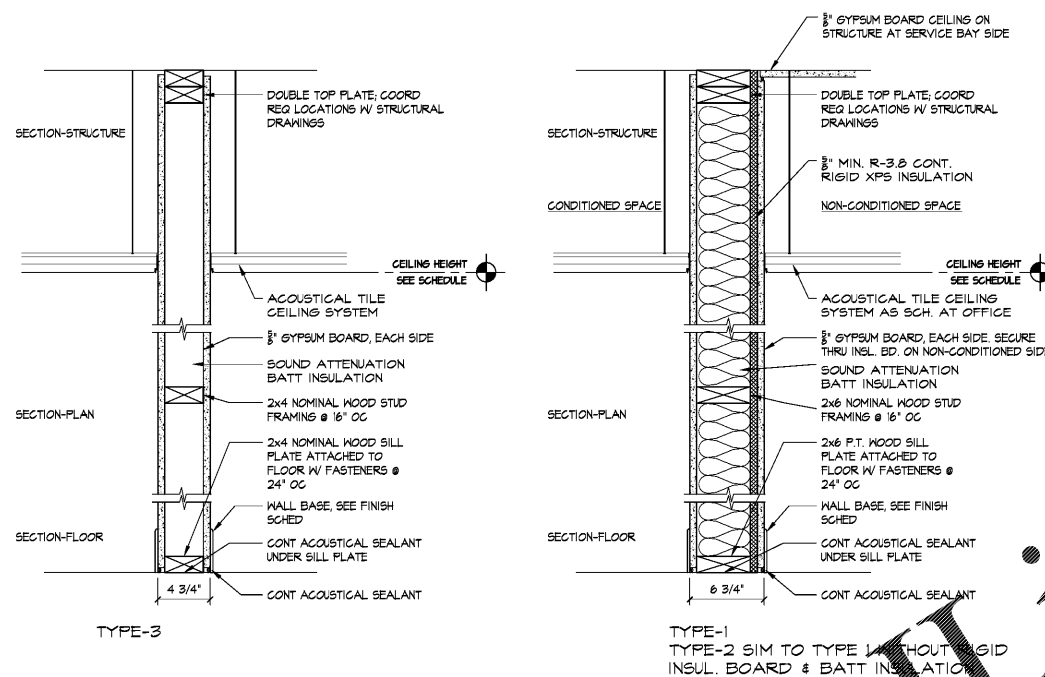 TYPE-3
SECTION-STRUCTURE
DOUBLE TOP PLATE; COORD
REQ LOCATIONS W/ STRUCTURAL
DRAWINGS
CEILING HEIGHT
SEE SCHEDULE
ACOUSTICAL TILE
CEILING SYSTEM
5/8" GYPSUM BOARD, EACH SIDE
SOUND ATTENUATION
BATT INSULATION
SECTION-PLAN
2x4 NOMINAL WOOD STUD
FRAMING @ 16" OC
2x4 NOMINAL WOOD SILL
PLATE ATTACHED TO
FLOOR W/ FASTENERS @
24" OC
WALL BASE, SEE FINISH
SCHED
SECTION-FLOOR
CONT ACOUSTICAL SEALANT
UNDER SILL PLATE
4 3/4"
CONT ACOUSTICAL SEALANT
5/8" GYPSUM BOARD CEILING ON
STRUCTURE AT SERVICE BAY SIDE
DOUBLE TOP PLATE; COORD
REQ LOCATIONS W/ STRUCTURAL
DRAWINGS
SECTION-STRUCTURE
5/8" MIN. R-3.8 CONT.
RIGID XPS INSULATION
CONDITIONED SPACE
NON-CONDITIONED SPACE
CEILING HEIGHT
SEE SCHEDULE
ACOUSTICAL TILE CEILING
SYSTEM AS SCH. AT OFFICE
5/8" GYPSUM BOARD, EACH SIDE. SECURE
THRU INSL. BD. ON NON-CONDITIONED SIDE
SOUND ATTENUATION
BATT INSULATION
SECTION-PLAN
2x6 NOMINAL WOOD STUD
FRAMING @ 16" OC
2x6 P.T. WOOD SILL
PLATE ATTACHED TO
FLOOR W/ FASTENERS @
24" OC
WALL BASE, SEE FINISH
SCHED
SECTION-FLOOR
CONT ACOUSTICAL SEALANT
UNDER SILL PLATE
6 3/4"
CONT ACOUSTICAL SEALANT
TYPE-1
TYPE-2 SIM TO TYPE 1 WITHOUT RIGID
INSUL. BOARD & BATT INSULATION